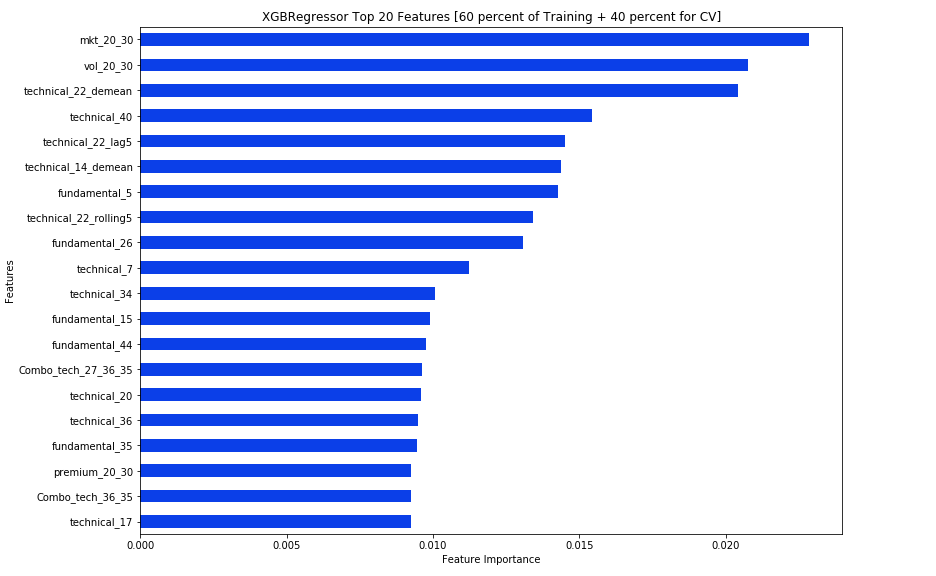 XGBRegressor Top 20 Features [60 percent of Training + 40 percent for CV]
mkt_20_30
vol_20_30
technical_22_demean
technical_40
technical_22_lag5
technical_14_demean
fundamental_5
technical_22_rolling5
fundamental_26
technical_7
technical_34
fundamental_15
fundamental_44
Combo_tech_27_36_35
technical_20
technical_36
fundamental_35
premium_20_30
Combo_tech_36_35
technical_17
Features
0.000 0.005 0.010 0.015 0.020
Feature Importance